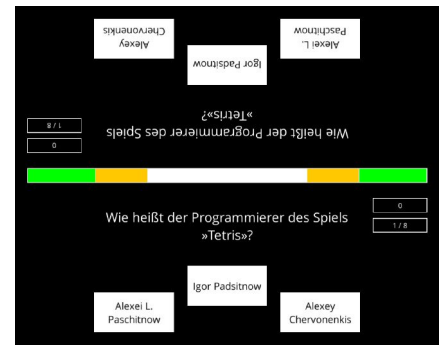 Wie heißt der Programmierer des Spiels
»Tetris«?
0
1 / 8
Igor Padsitnow
Alexei L.
Paschitnow
Alexey
Chervonenkis
Wie heißt der Programmierer des Spiels
»Tetris«?
0
1 / 8
Igor Padsitnow
Alexei L.
Paschitnow
Alexey
Chervonenkis